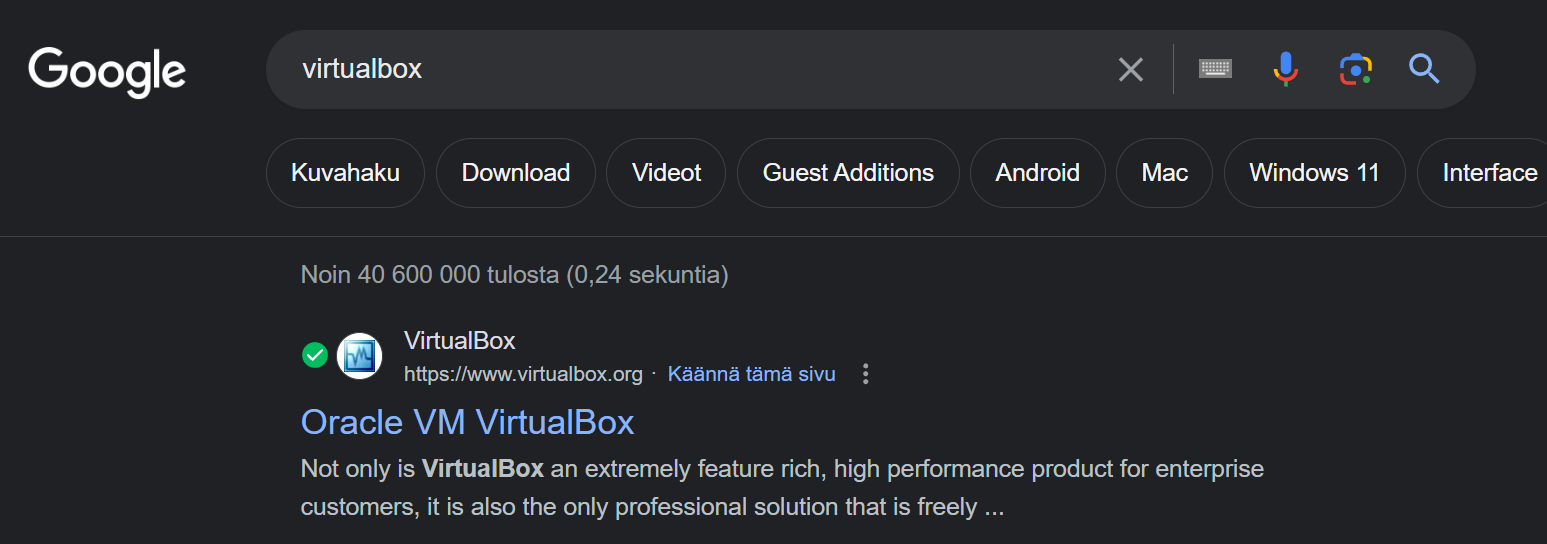 Google
virtualbox
Kuvahaku Download Videot Guest Additions Android Mac Windows 11 Interface
Noin 40 600 000 tulosta (0,24 sekuntia)
VirtualBox
https://www.virtualbox.org · Käännä tämä sivu
Oracle VM VirtualBox
Not only is VirtualBox an extremely feature rich, high performance product for enterprise
customers, it is also the only professional solution that is freely ...